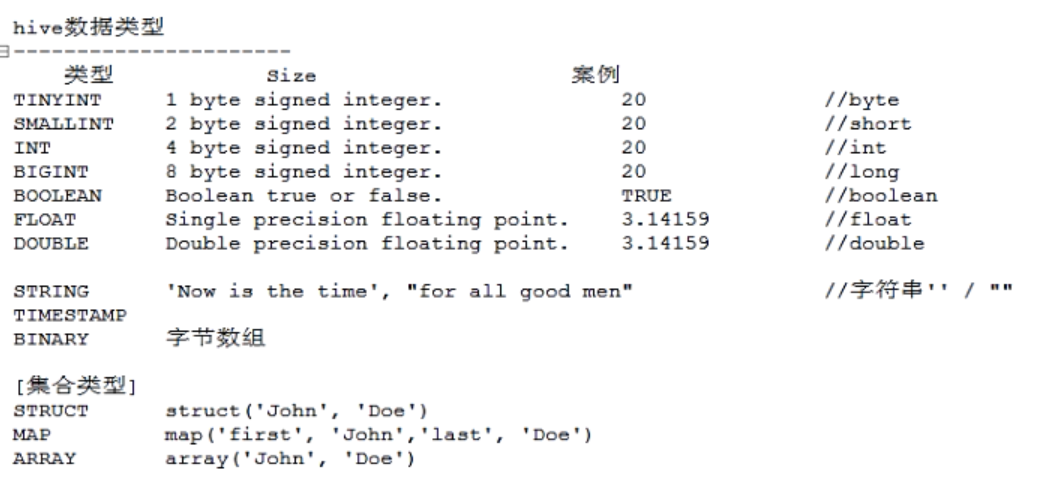 hive数据类型
----------------------
类型 Size 案例
TINYINT 1 byte signed integer. 20 //byte
SMALLINT 2 byte signed integer. 20 //short
INT 4 byte signed integer. 20 //int
BIGINT 8 byte signed integer. 20 //long
BOOLEAN Boolean true or false. TRUE //boolean
FLOAT Single precision floating point. 3.14159 //float
DOUBLE Double precision floating point. 3.14159 //double
STRING 'Now is the time', "for all good men" //字符串'' / ""
TIMESTAMP
BINARY 字节数组
[集合类型]
STRUCT struct('John', 'Doe')
MAP map('first', 'John','last', 'Doe')
ARRAY array('John', 'Doe')